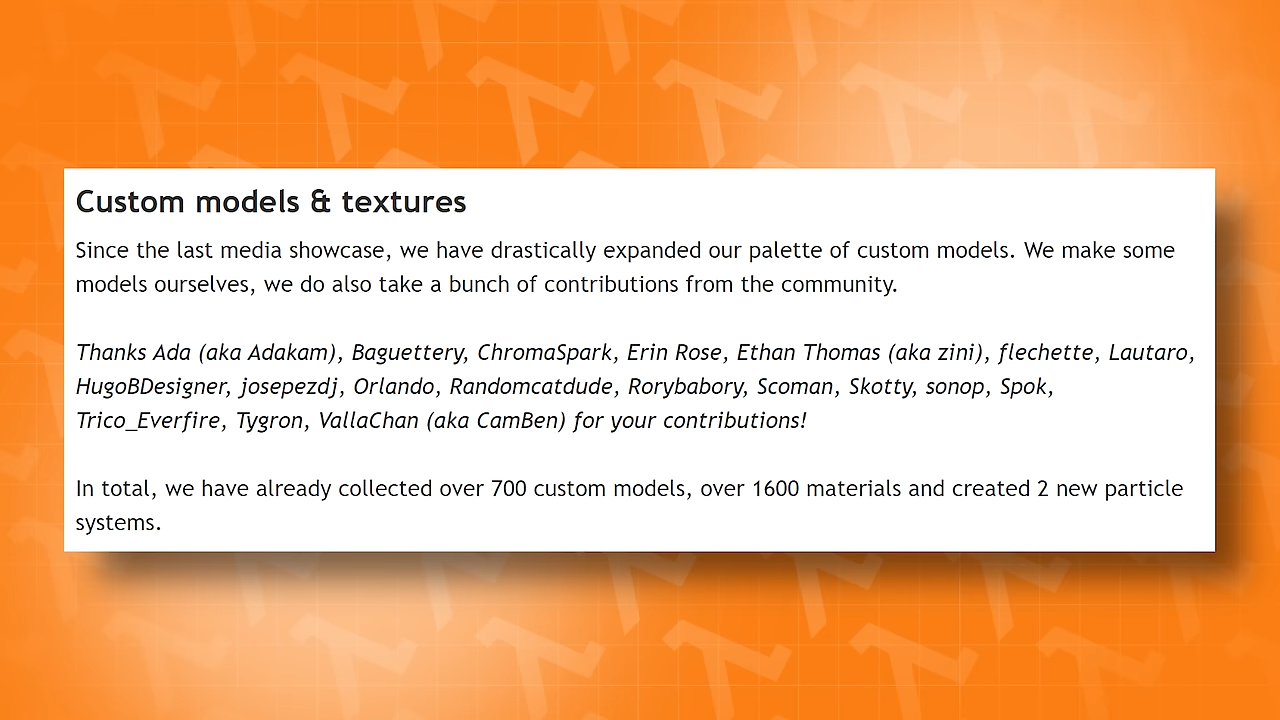 Custom models & textures
Since the last media showcase, we have drastically expanded our palette of custom models. We make some
models ourselves, we do also take a bunch of contributions from the community.
Thanks Ada (aka Adakam), Baguettery, ChromaSpark, Erin Rose, Ethan Thomas (aka zini), flechette, Lautaro,
HugoBDesigner, josepezdj, Orlando, Randomcatdude, Rorybabory, Scoman, Skotty, sonop, Spok,
Trico_Everfire, Tygron, VallaChan (aka CamBen) for your contributions!
In total, we have already collected over 700 custom models, over 1600 materials and created 2 new particle
systems.